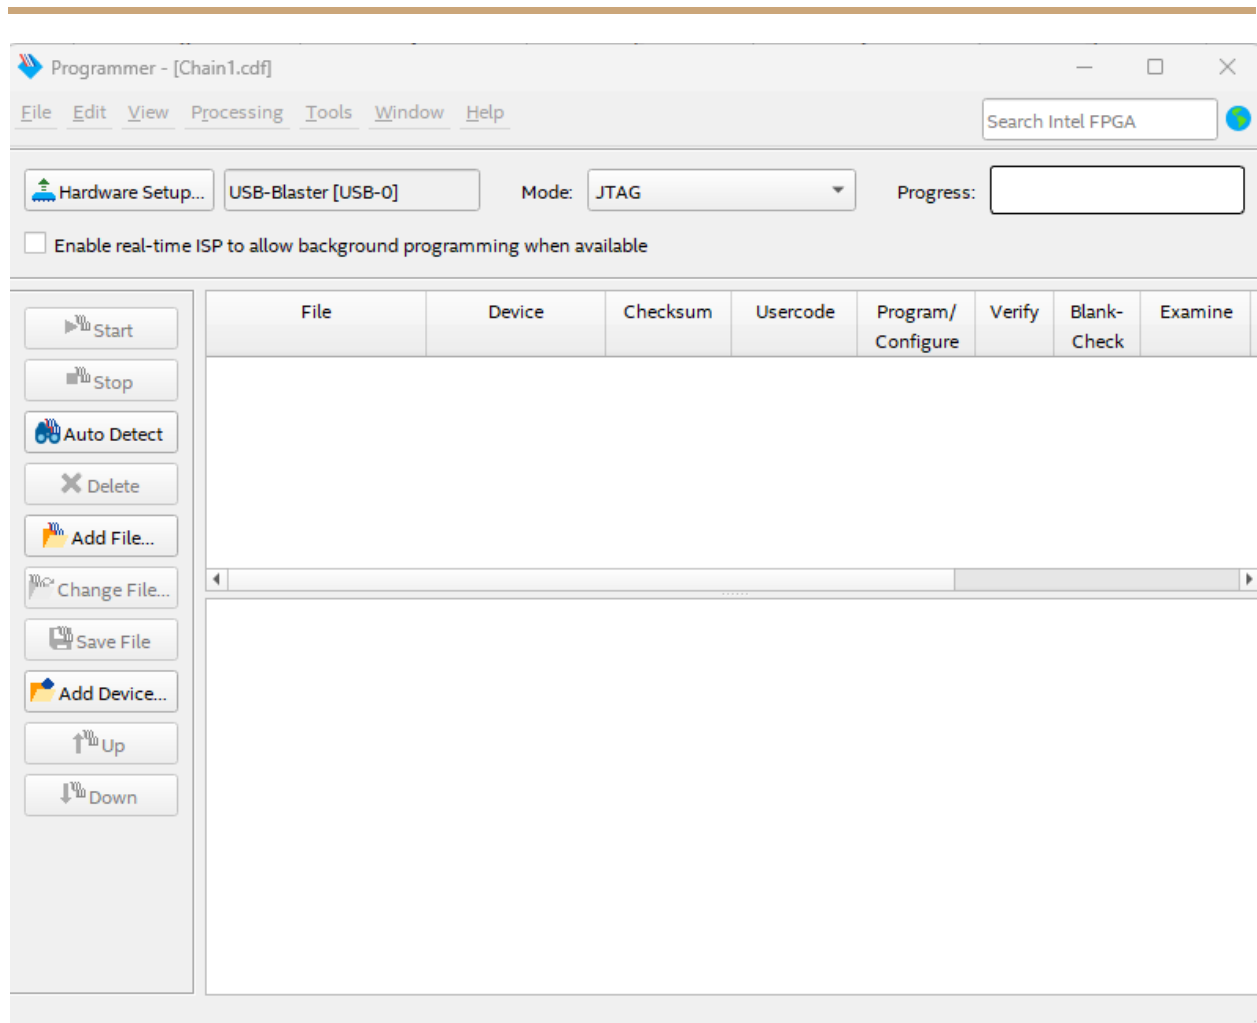 Programmer - [Chain1.cdf]
File Edit View Processing Tools Window Help
Search Intel FPGA
Hardware Setup... USB-Blaster [USB-0] Mode: JTAG Progress:
Enable real-time ISP to allow background programming when available
File Device Checksum Usercode Program/ Configure Verify Blank- Check Examine
Start
Stop
Auto Detect
Delete
Add File...
Change File...
Save File
Add Device...
Up
Down